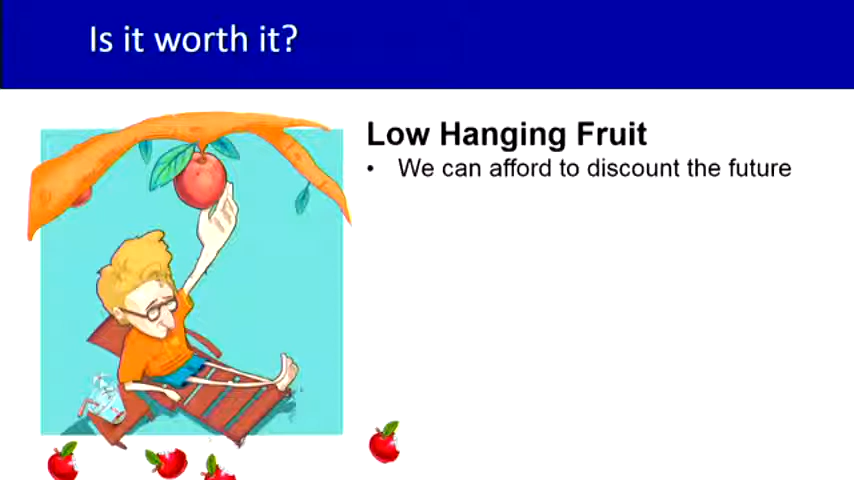 Is it worth it?
Low Hanging Fruit
• We can afford to discount the future